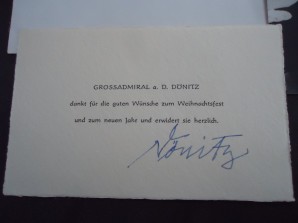 GROSSADMIRAL a. D. DÖNITZ
dankt für die guten Wünsche zum Weihnachtsfest
und zum neuen Jahr und erwidert sie herzlich.
Dönitz